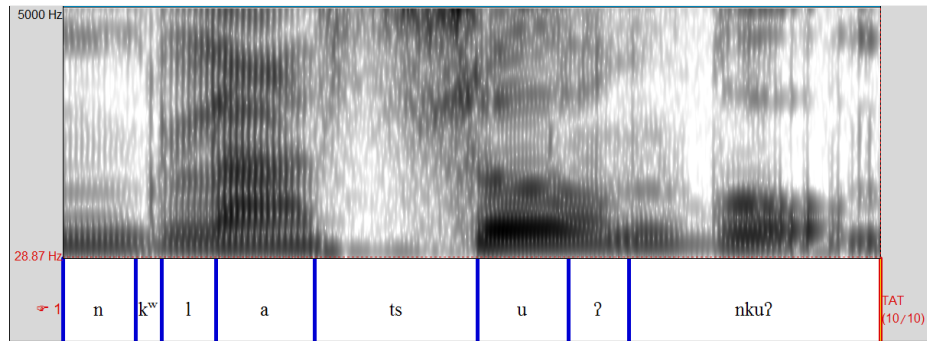 5000 Hz
28.87 Hz
☞ 1
n kʷ l a ts u ʔ nkuʔ
TAT
(10/10)